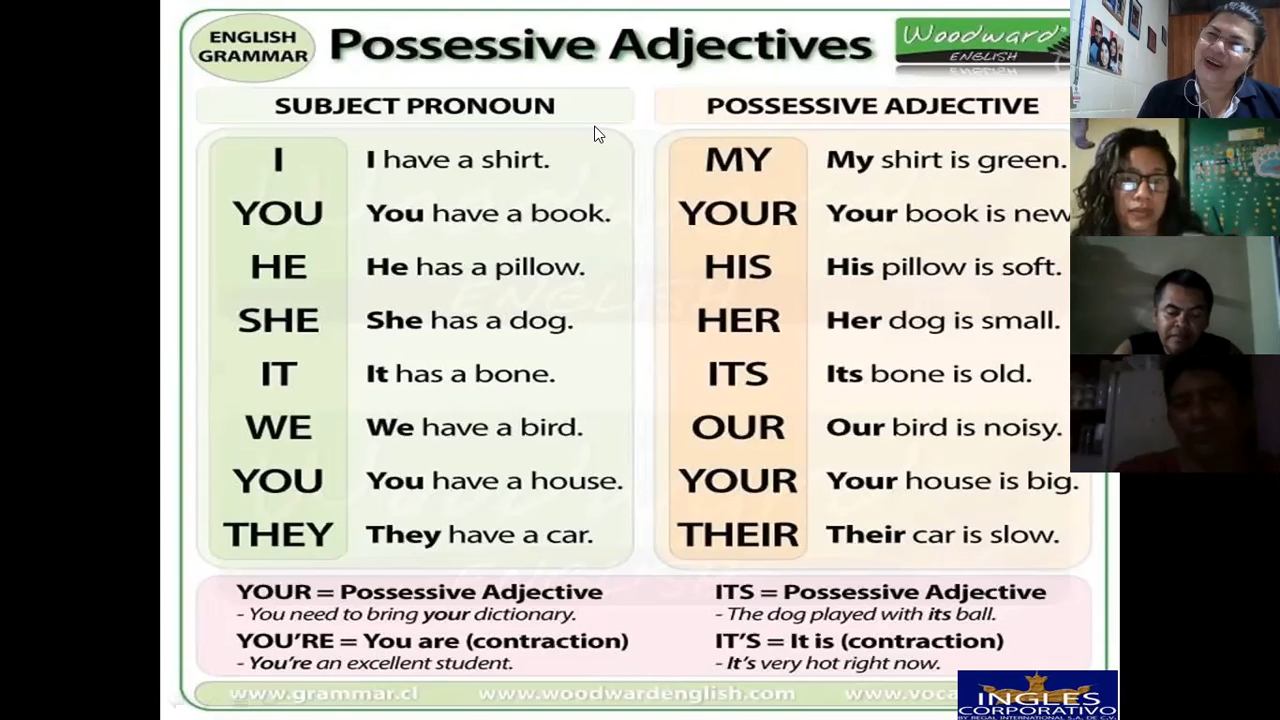 ENGLISH
GRAMMAR
Possessive Adjectives
Woodward®
ENGLISH
SUBJECT PRONOUN
POSSESSIVE ADJECTIVE
I I have a shirt. MY My shirt is green.
YOU You have a book. YOUR Your book is new
HE He has a pillow. HIS His pillow is soft.
SHE She has a dog. HER Her dog is small.
IT It has a bone. ITS Its bone is old.
WE We have a bird. OUR Our bird is noisy.
YOU You have a house. YOUR Your house is big.
THEY They have a car. THEIR Their car is slow.
YOUR = Possessive Adjective
- You need to bring your dictionary.
YOU'RE = You are (contraction)
- You're an excellent student.
ITS = Possessive Adjective
- The dog played with its ball.
IT'S = It is (contraction)
- It's very hot right now.
www.grammar.cl www.woodwardenglish.com www.voca
INGLES
CORPORATIVO
BY REGAL INTERNATIONAL S.A. DE C.V.